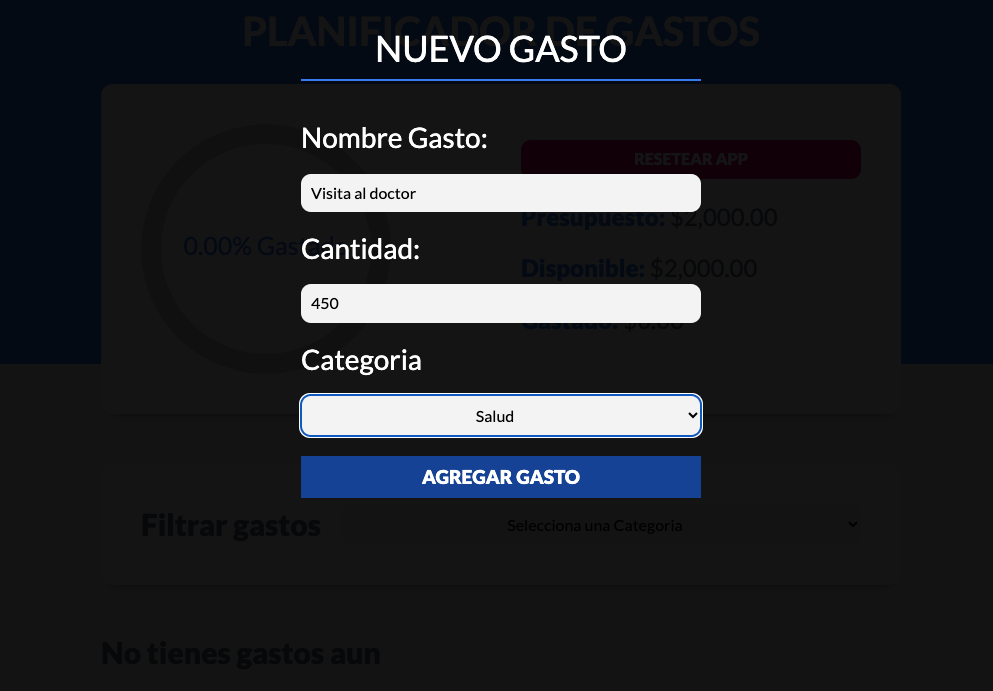 PLANIFICADOR DE GASTOS
NUEVO GASTO
Nombre Gasto:
RESETEAR APP
Visita al doctor
Presupuesto: $2,000.00
0.00% Gastado
Cantidad:
Disponible: $2,000.00
450
Gastado: $0.00
Categoria
Salud
AGREGAR GASTO
Filtrar gastos
Selecciona una Categoria
No tienes gastos aun